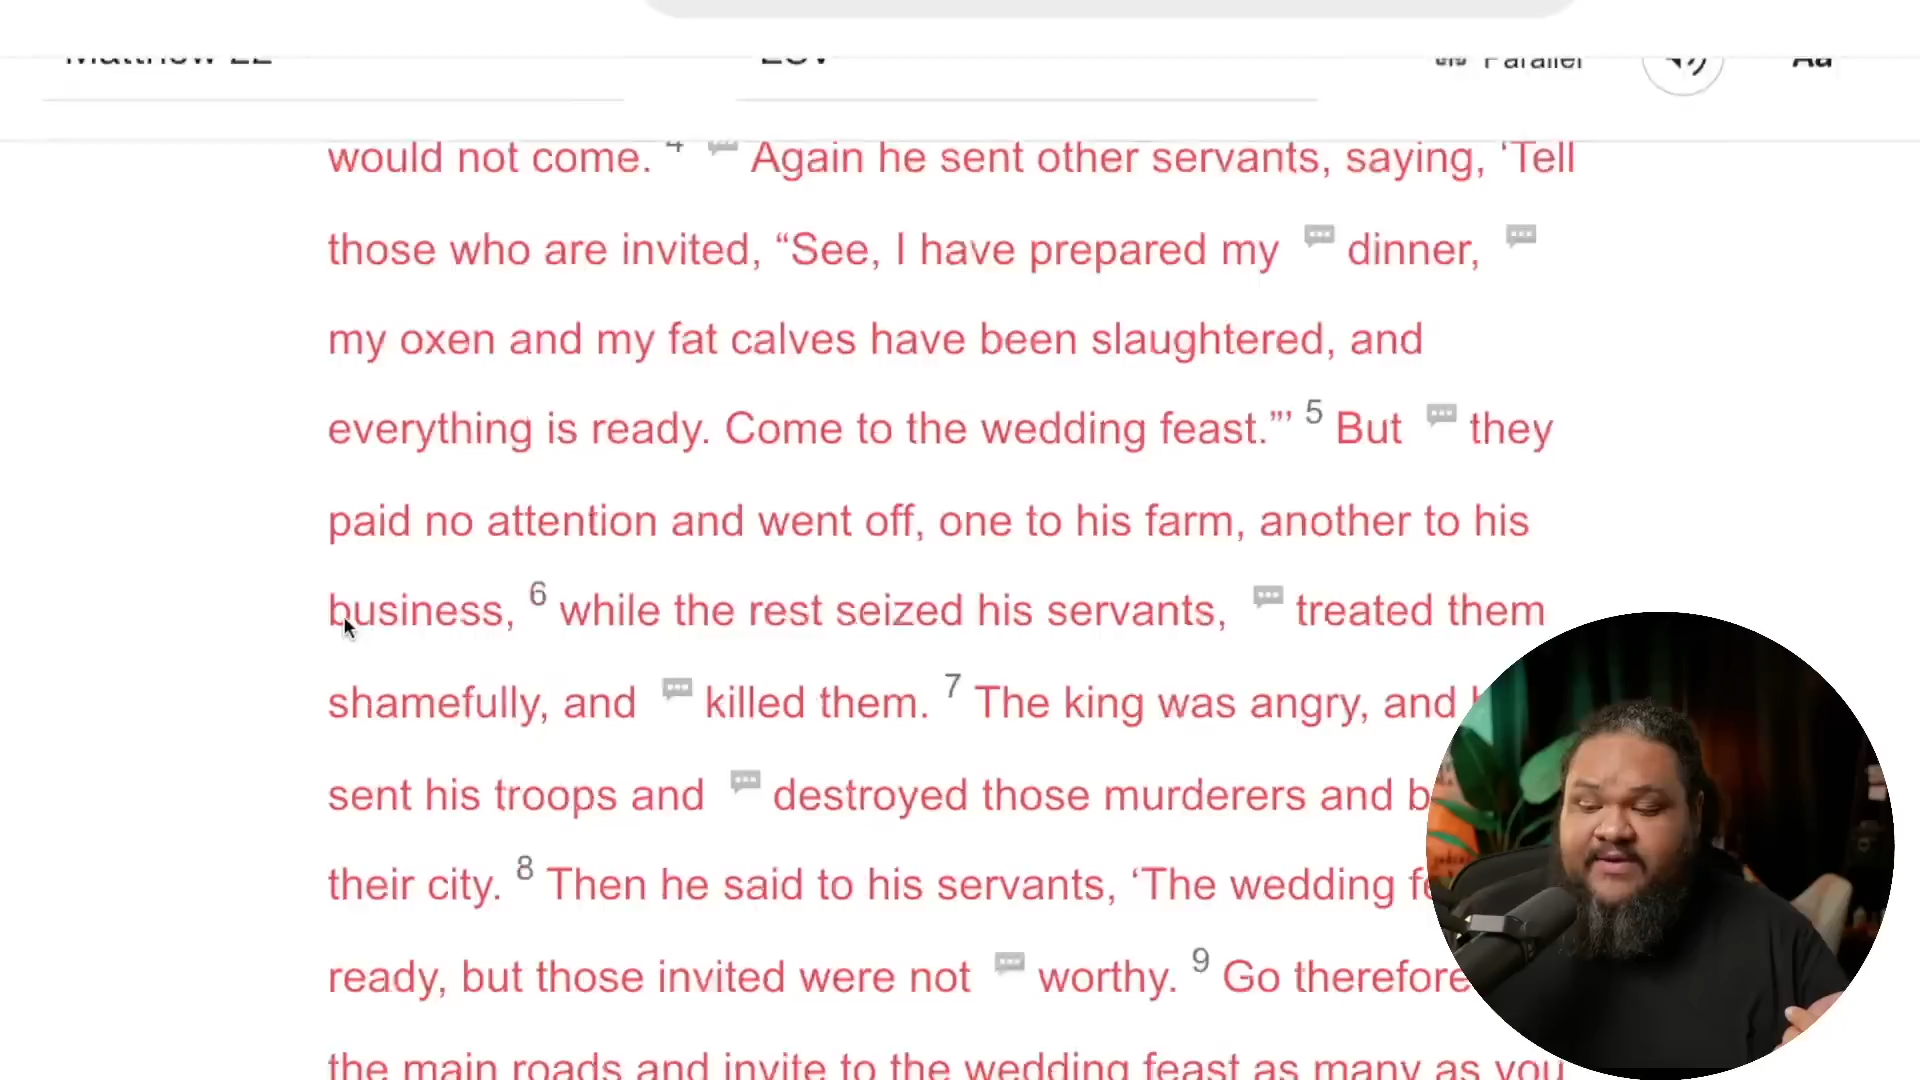 Matthew 22
ESV
Parallel
Aa
would not come. 4 Again he sent other servants, saying, ‘Tell
those who are invited, “See, I have prepared my dinner,
my oxen and my fat calves have been slaughtered, and
everything is ready. Come to the wedding feast.”’ 5 But they
paid no attention and went off, one to his farm, another to his
business, 6 while the rest seized his servants, treated them
shamefully, and killed them. 7 The king was angry, and
sent his troops and destroyed those murderers and
their city. 8 Then he said to his servants, ‘The wedding
ready, but those invited were not worthy. 9 Go therefore
the main roads and invite to the wedding feast as many as you